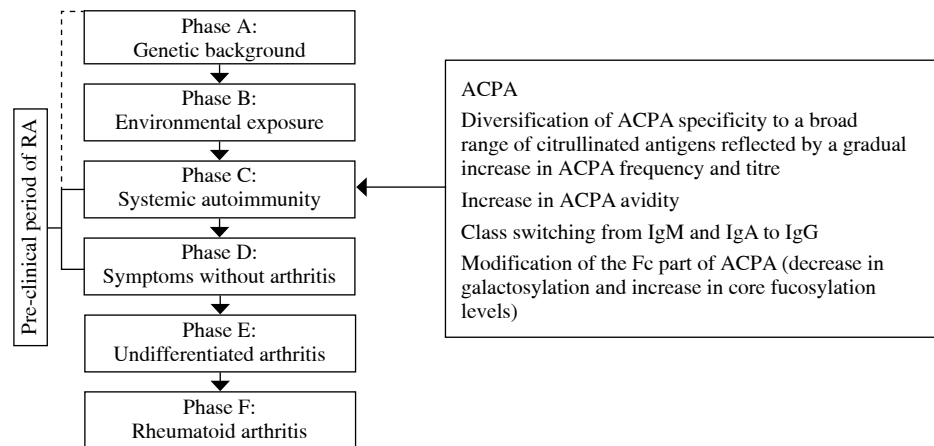 Phase A:
Genetic background
Phase B:
Environmental exposure
Phase C:
Systemic autoimmunity
Phase D:
Symptoms without arthritis
Phase E:
Undifferentiated arthritis
Phase F:
Rheumatoid arthritis
Pre-clinical period of RA
ACPA
Diversification of ACPA specificity to a broad
range of citrullinated antigens reflected by a gradual
increase in ACPA frequency and titre
Increase in ACPA avidity
Class switching from IgM and IgA to IgG
Modification of the Fc part of ACPA (decrease in
galactosylation and increase in core fucosylation
levels)